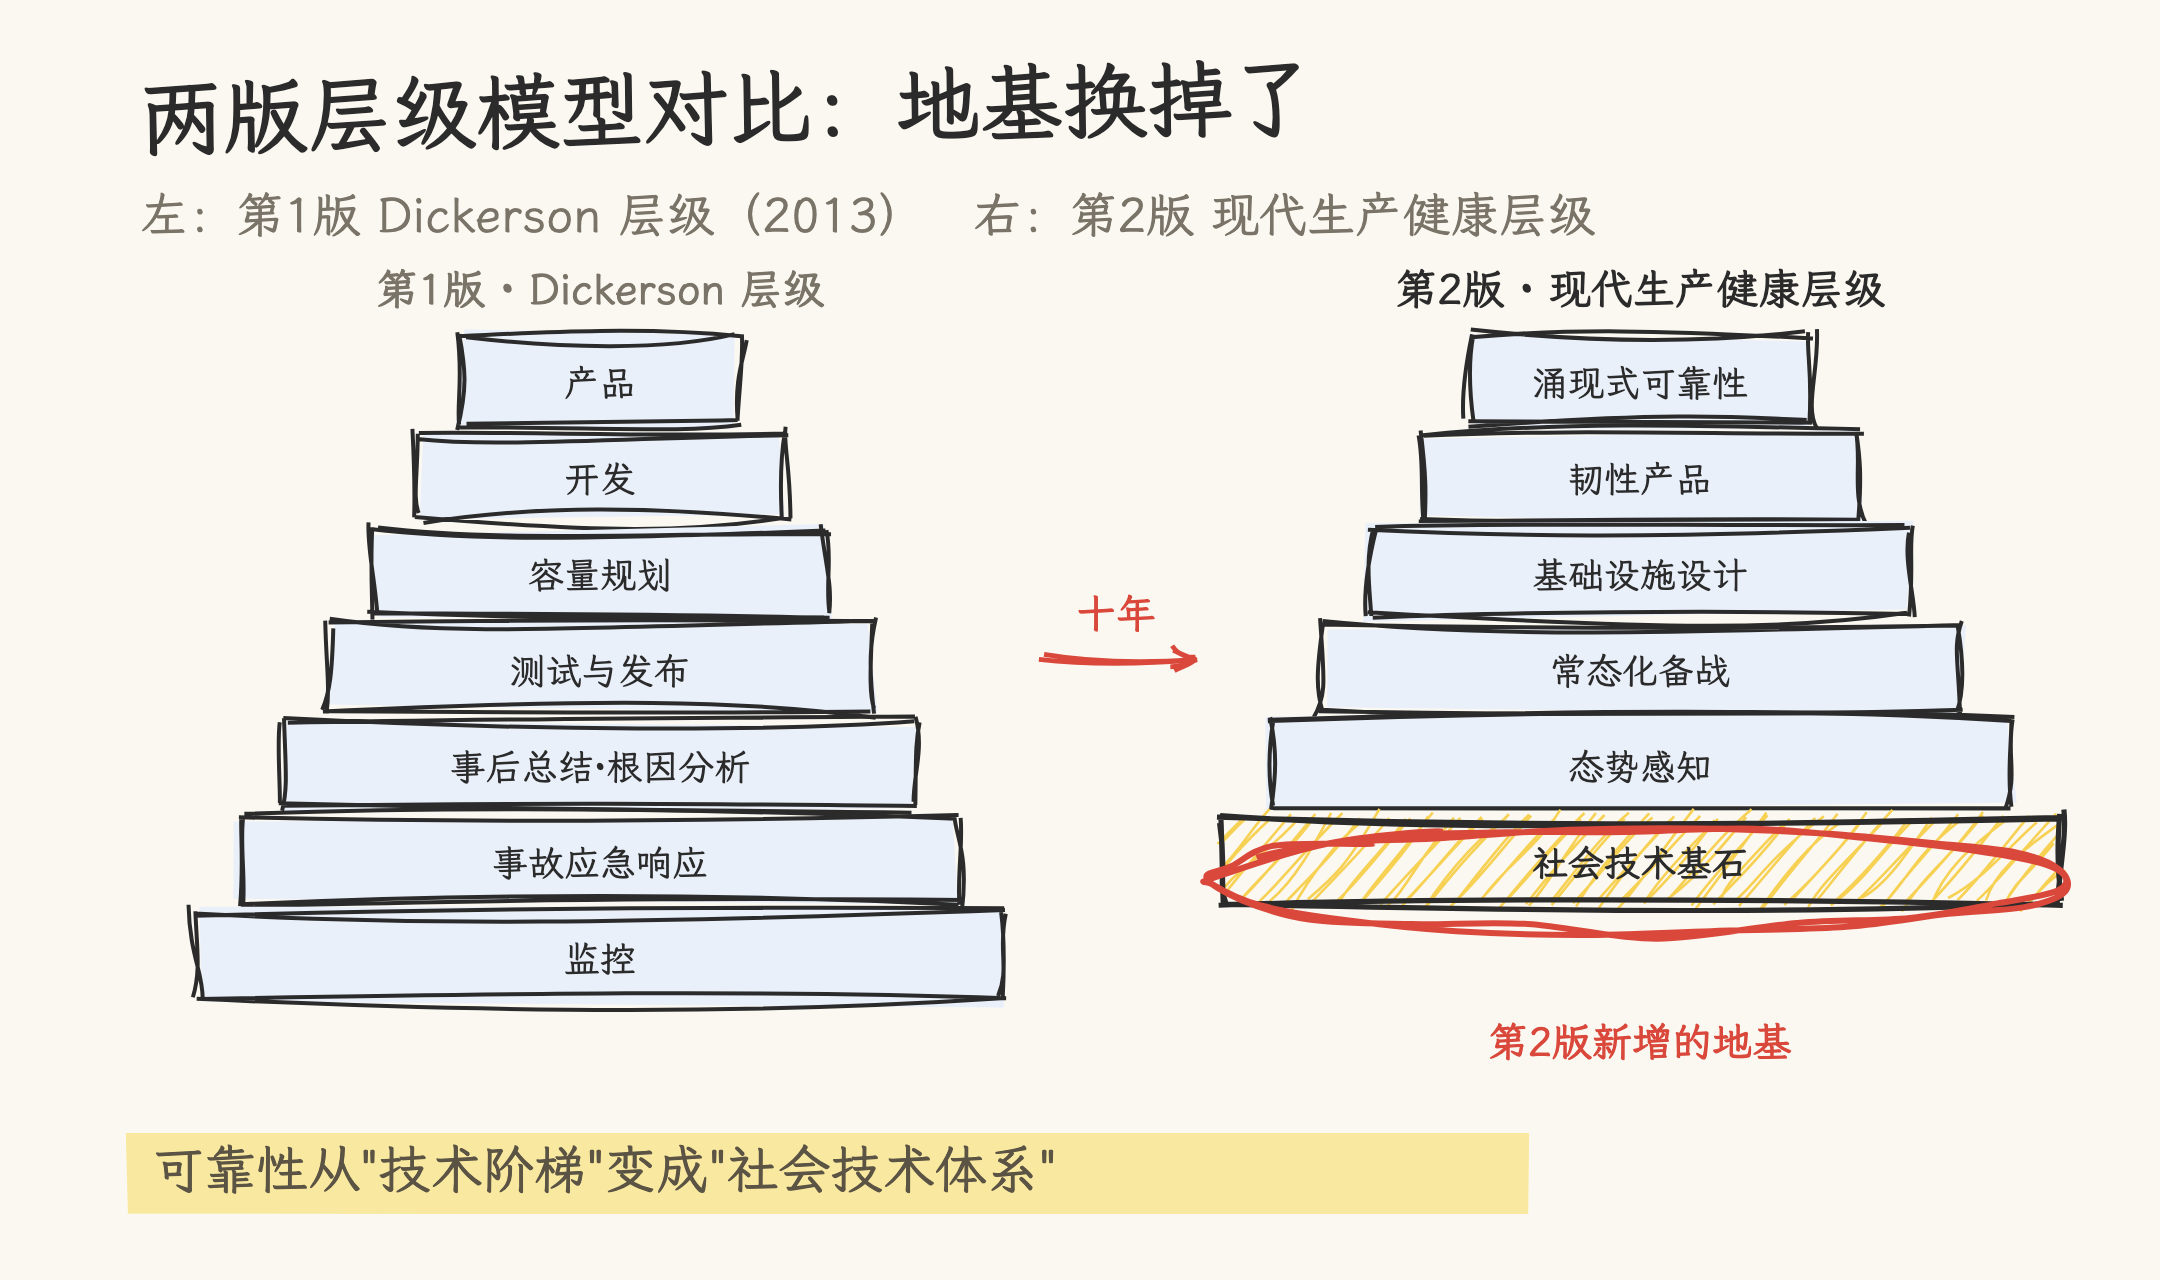 两版层级模型对比：地基换掉了
左：第1版 Dickerson 层级（2013） 右：第2版 现代生产健康层级
第1版·Dickerson 层级
产品
开发
容量规划
测试与发布
事后总结·根因分析
事故应急响应
监控
十年
第2版·现代生产健康层级
涌现式可靠性
韧性产品
基础设施设计
常态化备战
态势感知
社会技术基石
第2版新增的地基
可靠性从"技术阶梯"变成"社会技术体系"